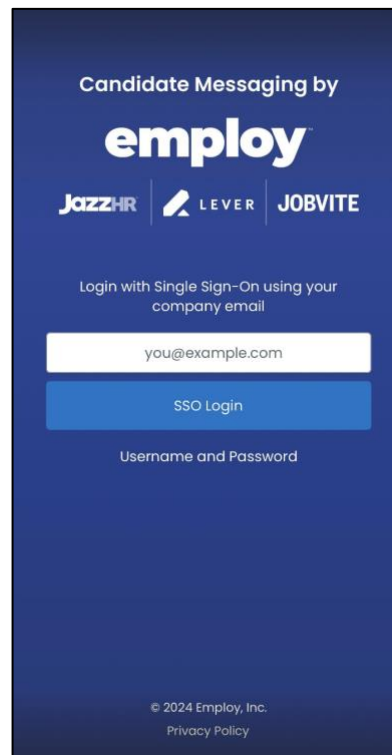 Candidate Messaging by
employ™
JazzHR LEVER JOBVITE
Login with Single Sign-On using your
company email
you@example.com
SSO Login
Username and Password
© 2024 Employ, Inc.
Privacy Policy